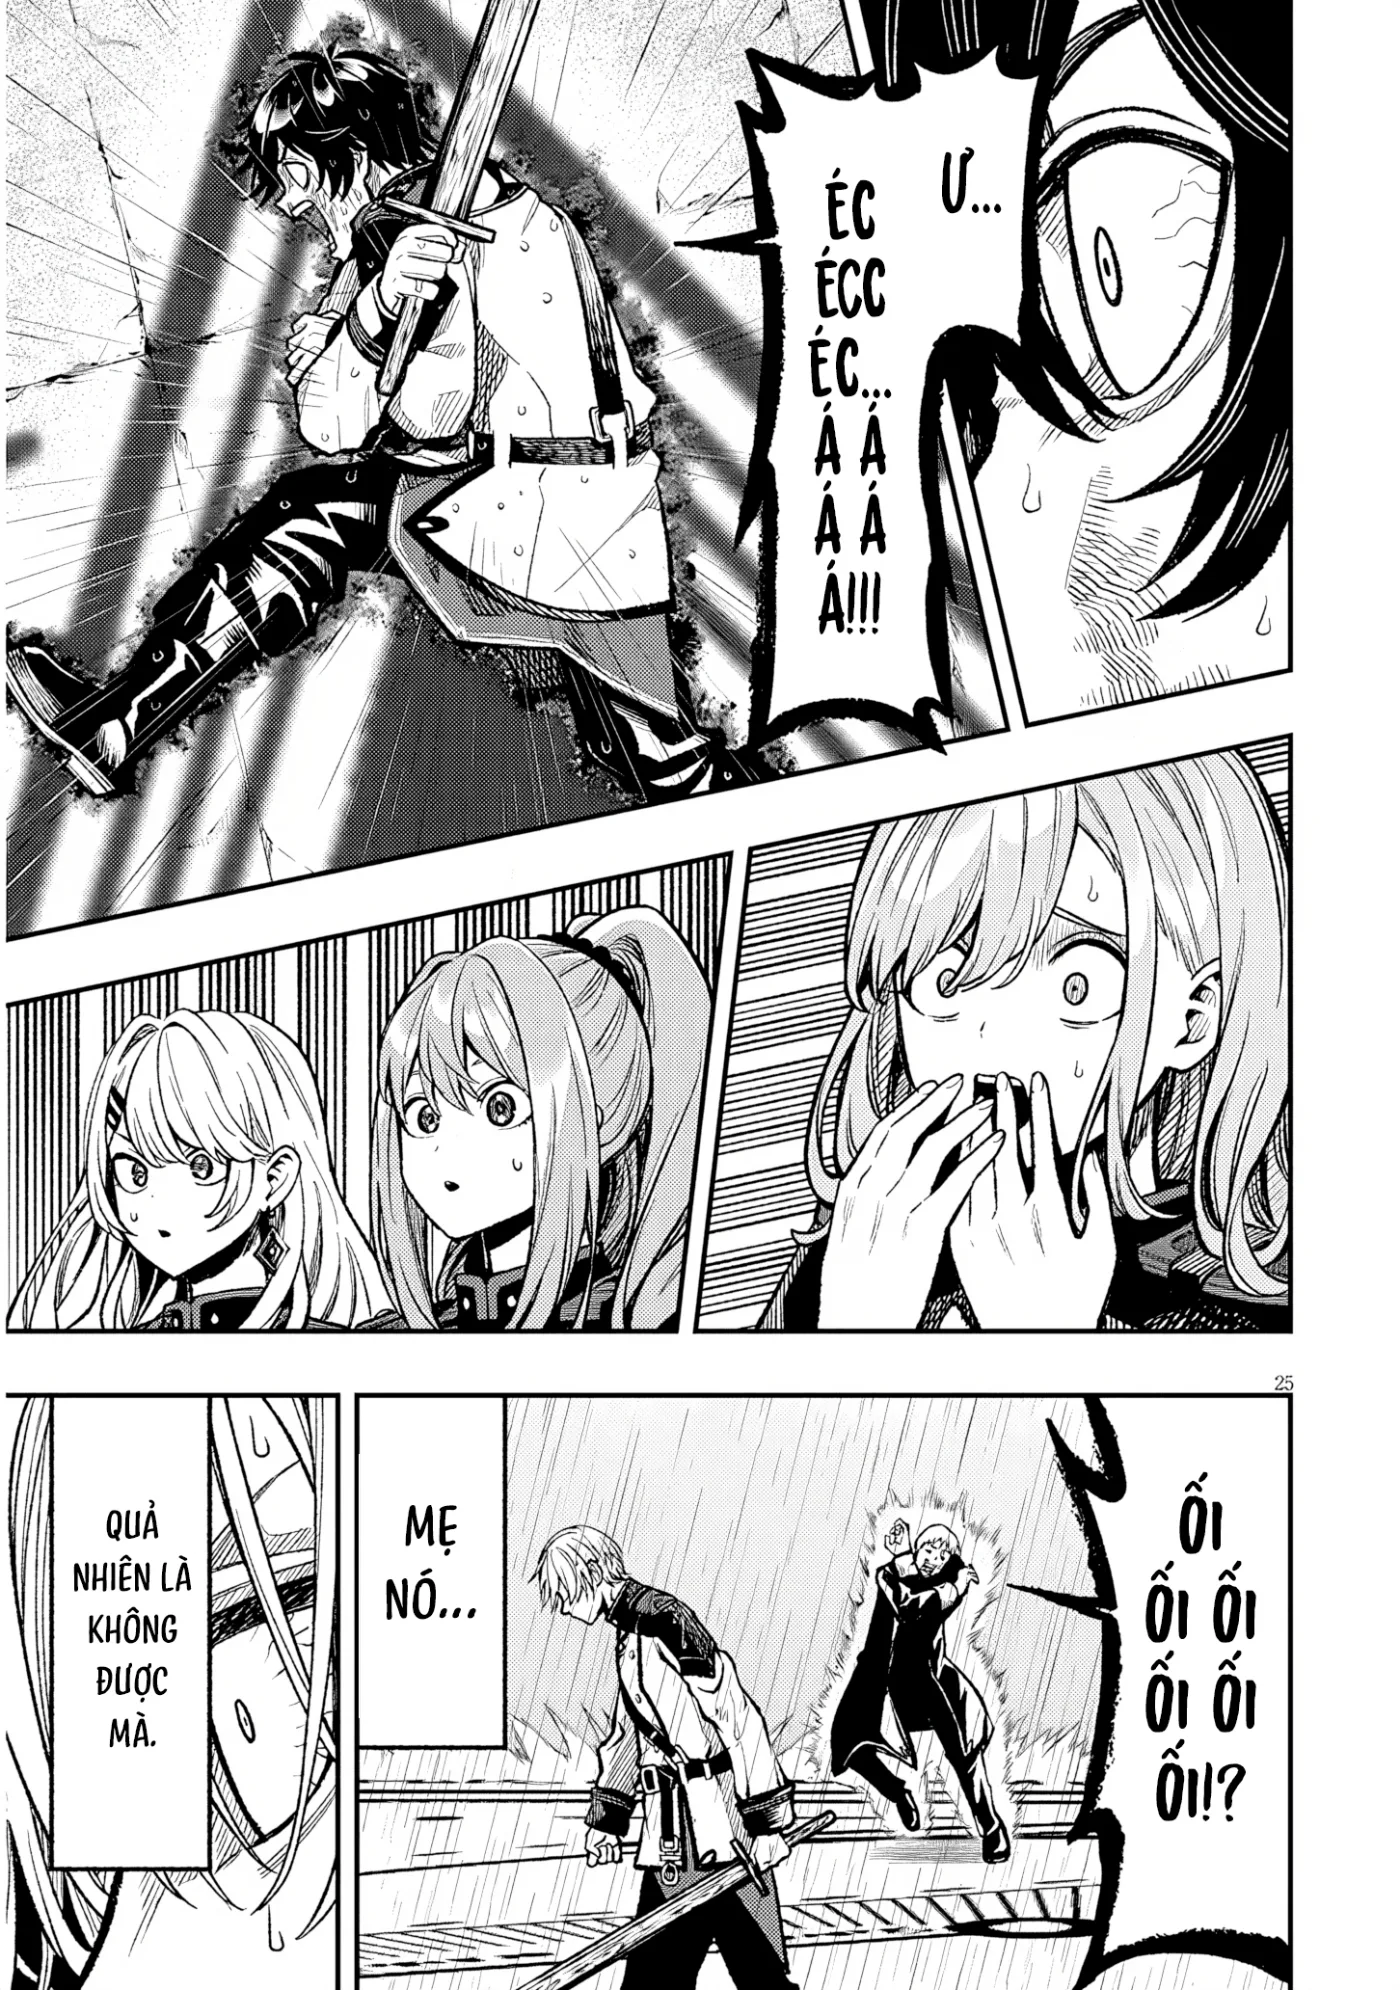 Ư...
ÉC
ÉCC
ÉC...
Á Á
Á Á
Á Á
Á!!!
25
ỐI
ỐI ỐI
ỐI ỐI
ỐI!!?
MẸ
NÓ...
QUẢ
NHIÊN LÀ
KHÔNG
ĐƯỢC
MÀ.